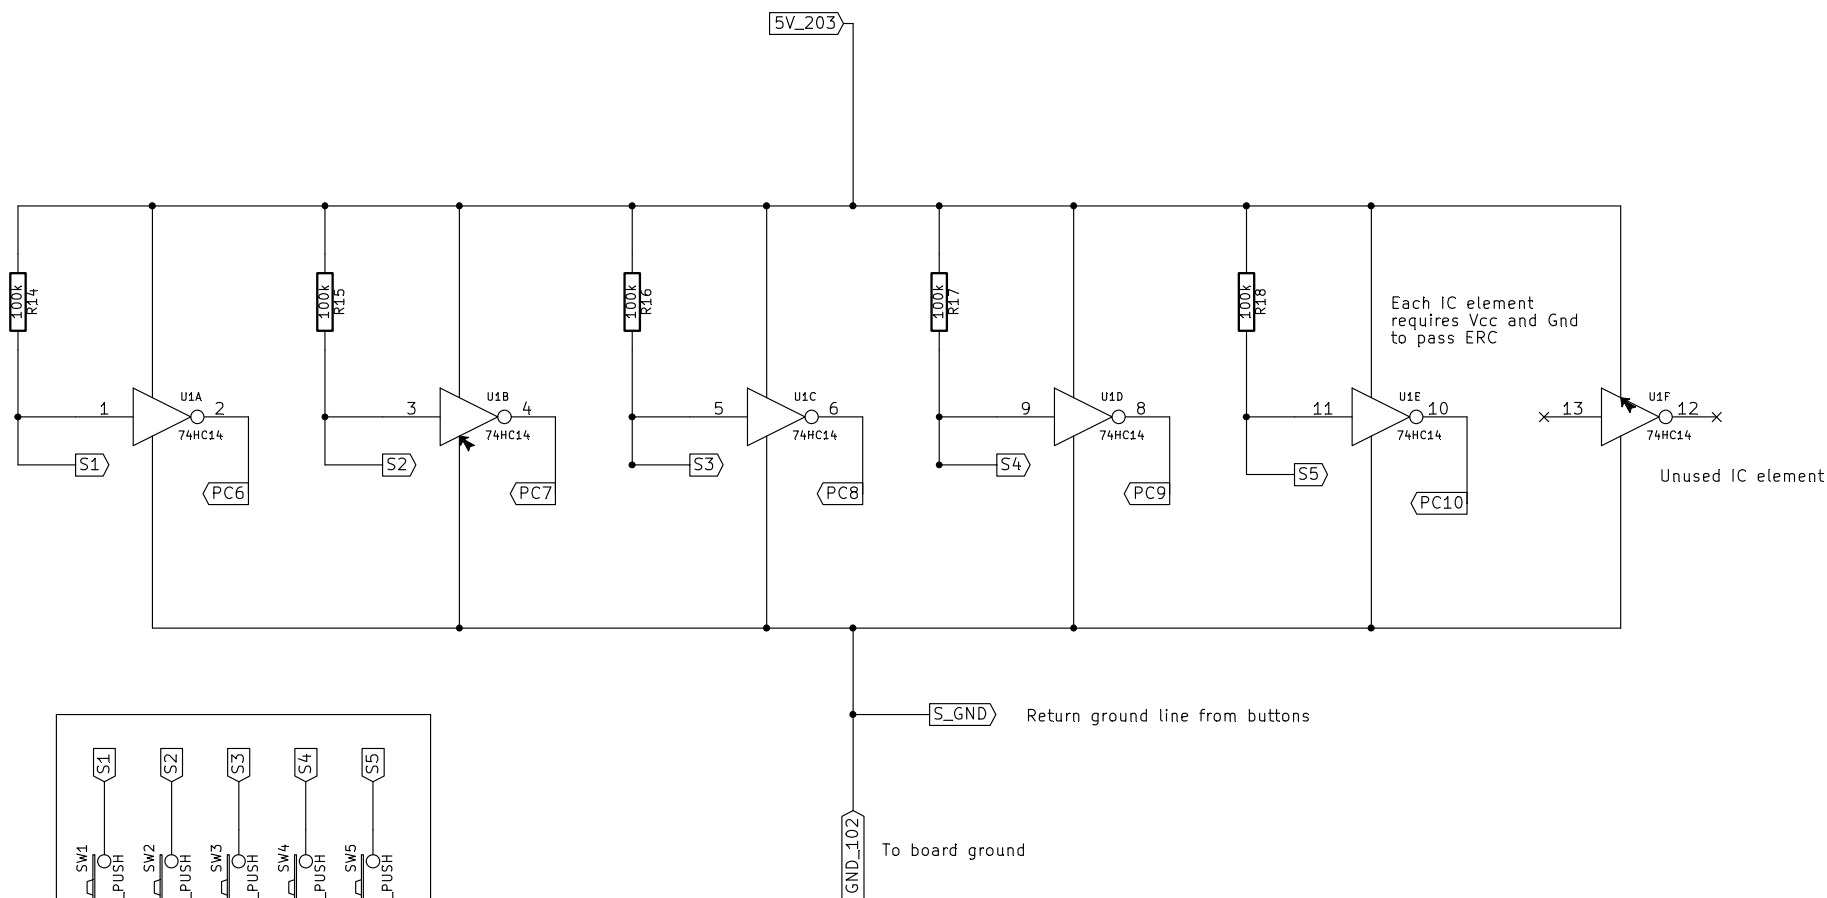 5V_203
100k
R14
100k
R15
100k
R16
100k
R17
100k
R18
Each IC element
requires Vcc and Gnd
to pass ERC
1
U1A
2
74HC14
3
U1B
4
74HC14
5
U1C
6
74HC14
9
U1D
8
74HC14
11
U1E
10
74HC14
13
U1F
12
74HC14
S1
S2
S3
S4
S5
Unused IC element
PC6
PC7
PC8
PC9
PC10
S_GND
Return ground line from buttons
S1
S2
S3
S4
S5
GND_102
To board ground
SW1
_PUSH
SW2
_PUSH
SW3
_PUSH
SW4
_PUSH
SW5
_PUSH